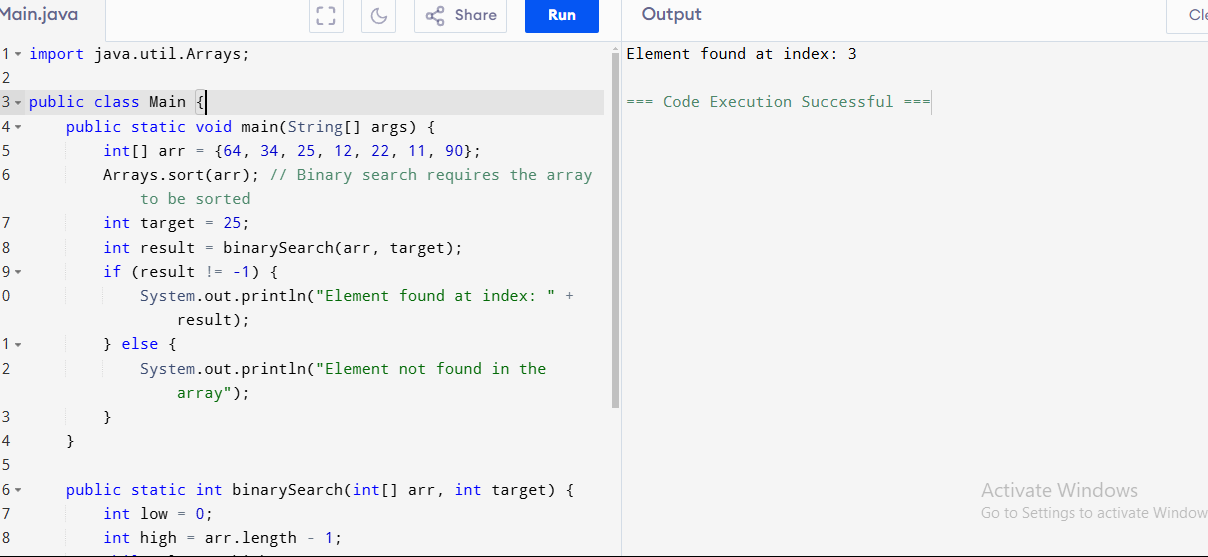 Main.java
Share
Run
Output
1 import java.util.Arrays;
2
3 public class Main {
4 public static void main(String[] args) {
5 int[] arr = {64, 34, 25, 12, 22, 11, 90};
6 Arrays.sort(arr); // Binary search requires the array
to be sorted
7 int target = 25;
8 int result = binarySearch(arr, target);
9 if (result != -1) {
0 System.out.println("Element found at index: " +
result);
1 } else {
2 System.out.println("Element not found in the
array");
3 }
4 }
5
6 public static int binarySearch(int[] arr, int target) {
7 int low = 0;
8 int high = arr.length - 1;
Element found at index: 3
=== Code Execution Successful ===
Activate Windows
Go to Settings to activate Window